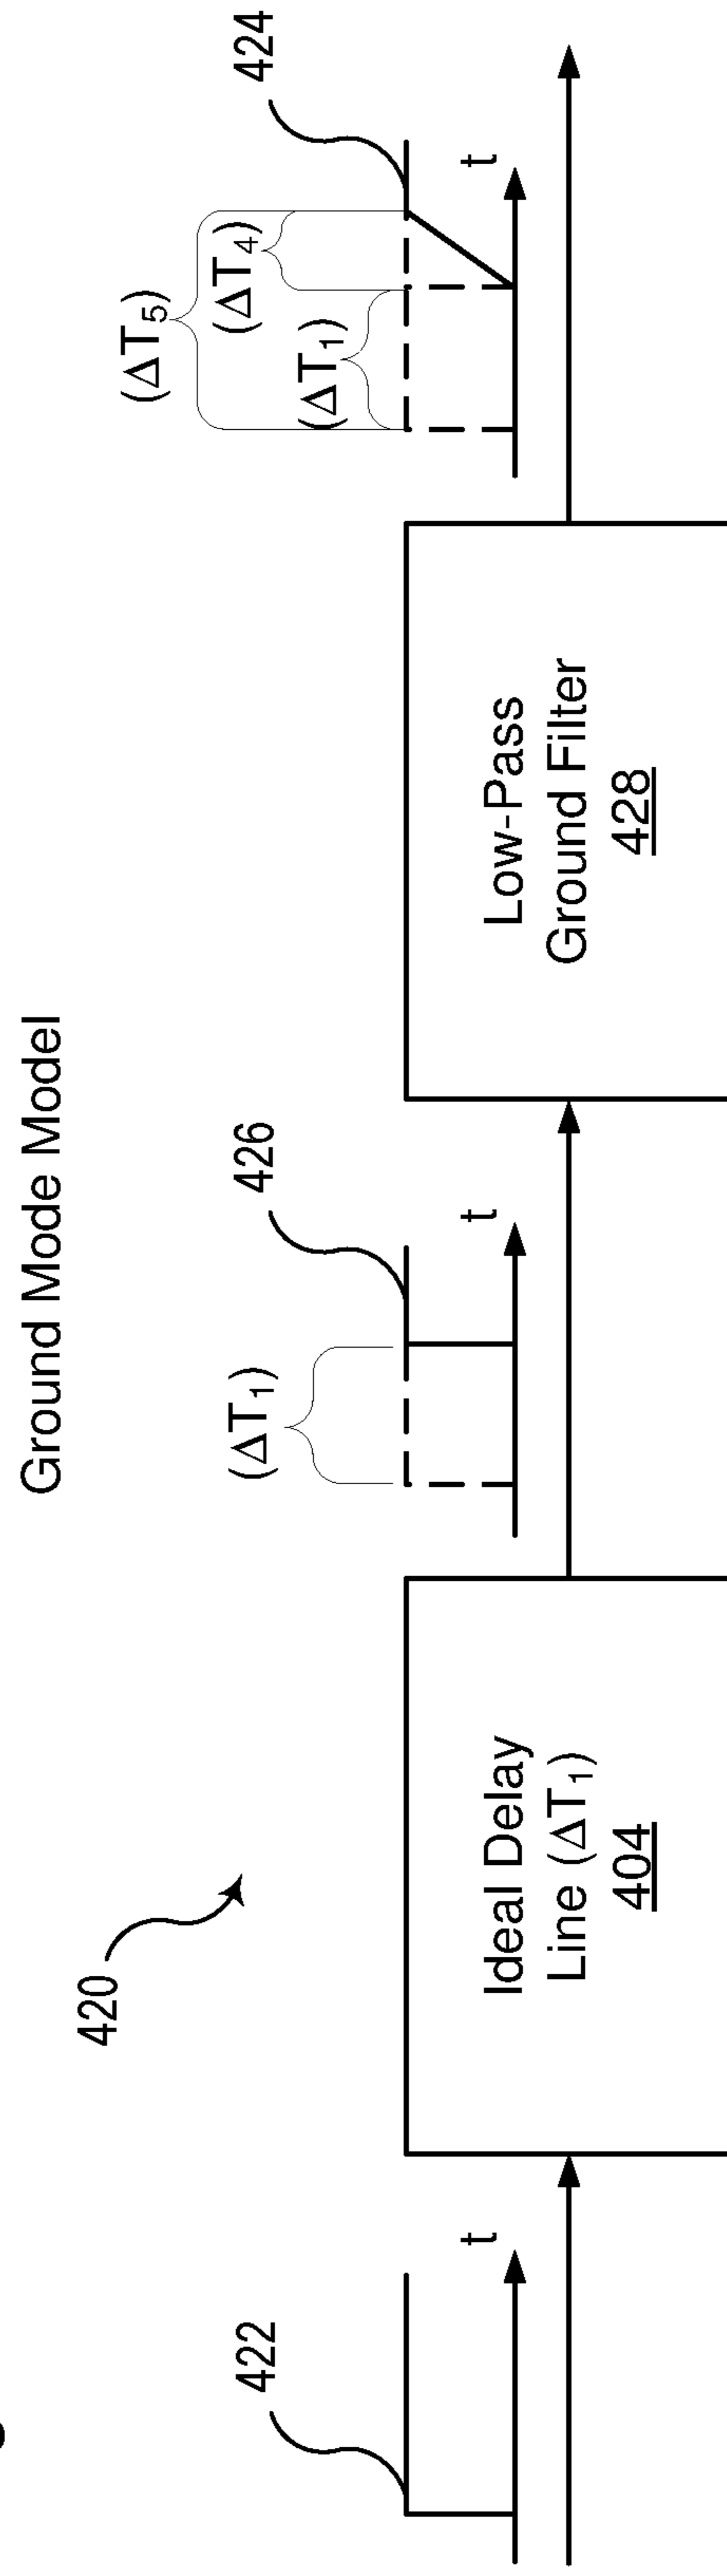 Ground Mode Model
420
422
t
Ideal Delay
Line (ΔT₁)
404
(ΔT₁)
426
t
Low-Pass
Ground Filter
428
(ΔT₅)
(ΔT₄)
(ΔT₁)
424
t